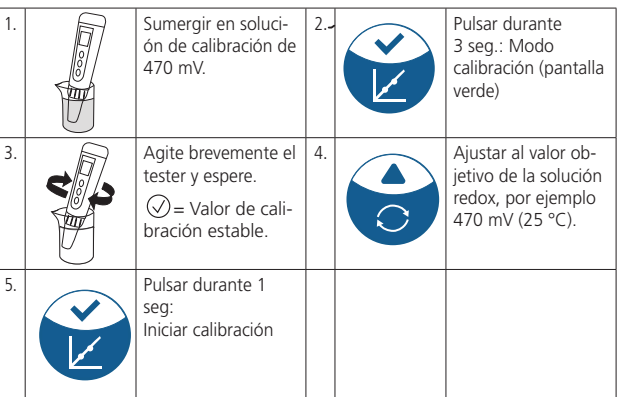 1.
Sumergir en soluci-
ón de calibración de
470 mV.
2.
Pulsar durante
3 seg.: Modo
calibración (pantalla
verde)
3.
Agite brevemente el
tester y espere.
= Valor de cali-
bración estable.
4.
Ajustar al valor ob-
jetivo de la solución
redox, por ejemplo
470 mV (25 °C).
5.
Pulsar durante 1
seg:
Iniciar calibración